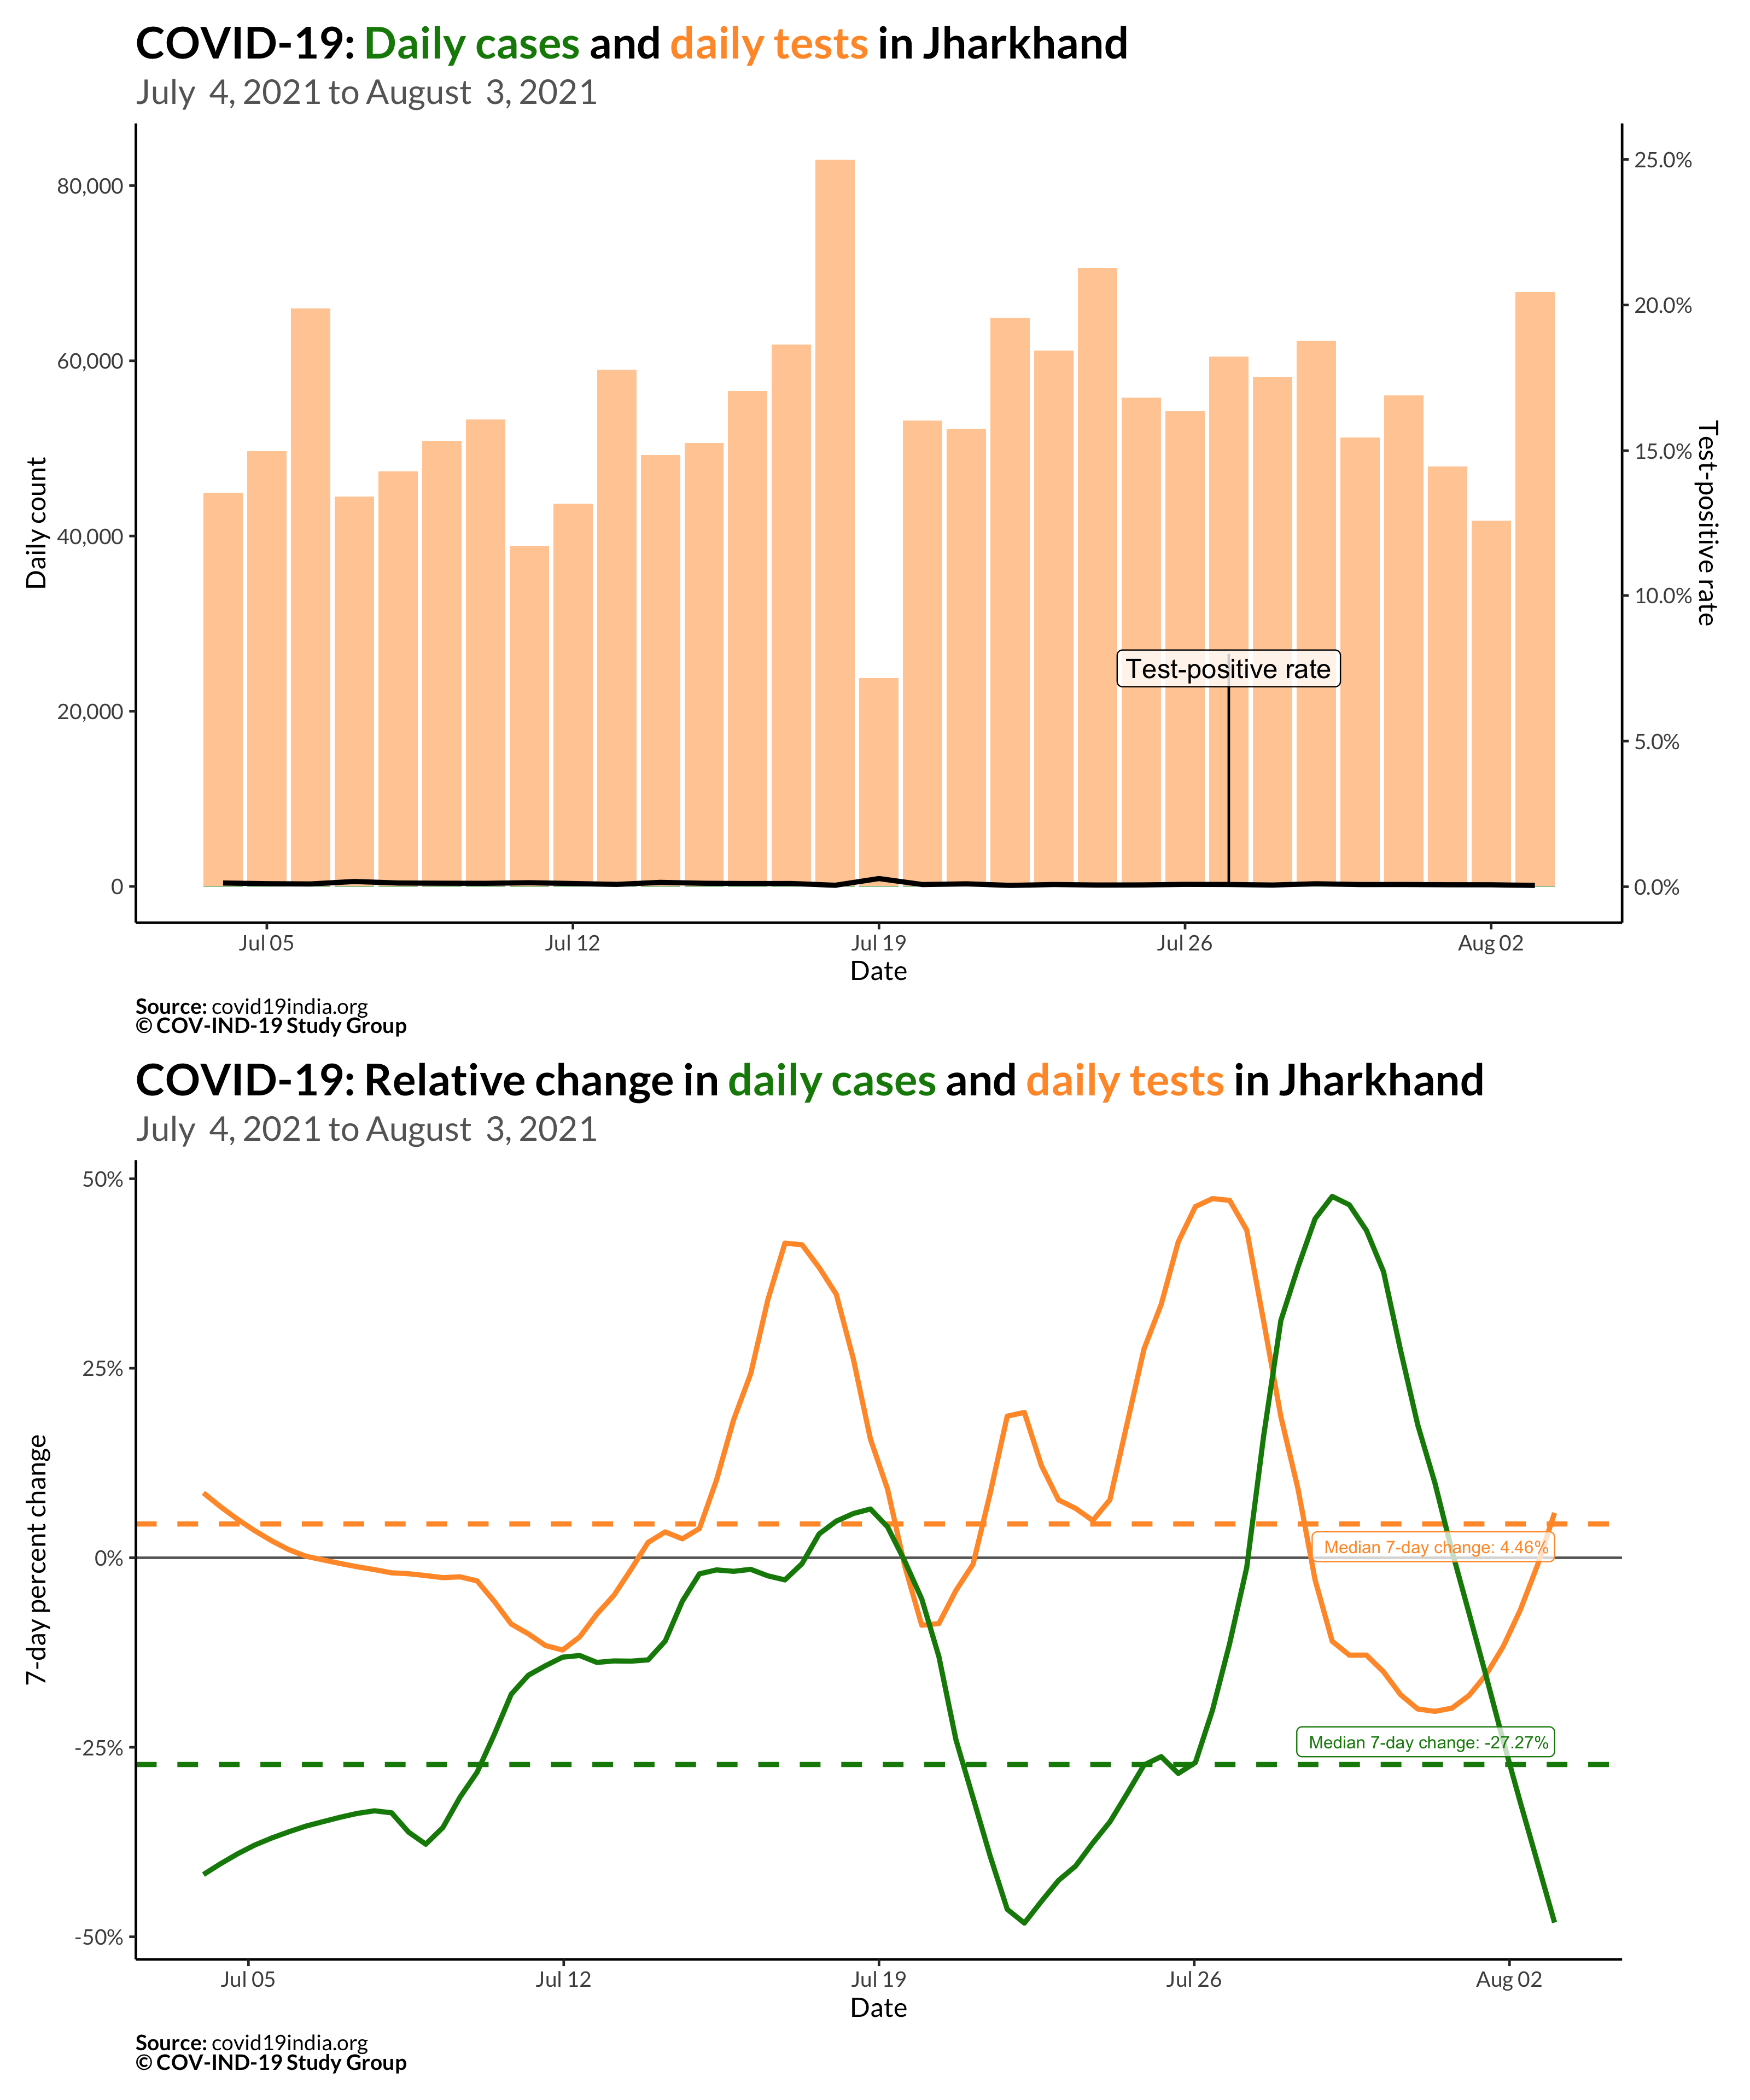 COVID-19: Daily cases and daily tests in Jharkhand
July 4, 2021 to August 3, 2021
80,000
60,000
40,000
20,000
0
Daily count
25.0%
20.0%
15.0%
10.0%
5.0%
0.0%
Test-positive rate
Test-positive rate
Jul 05
Jul 12
Jul 19
Jul 26
Aug 02
Date
Source: covid19india.org
© COV-IND-19 Study Group
COVID-19: Relative change in daily cases and daily tests in Jharkhand
July 4, 2021 to August 3, 2021
50%
25%
0%
-25%
-50%
7-day percent change
Median 7-day change: 4.46%
Median 7-day change: -27.27%
Jul 05
Jul 12
Jul 19
Jul 26
Aug 02
Date
Source: covid19india.org
© COV-IND-19 Study Group